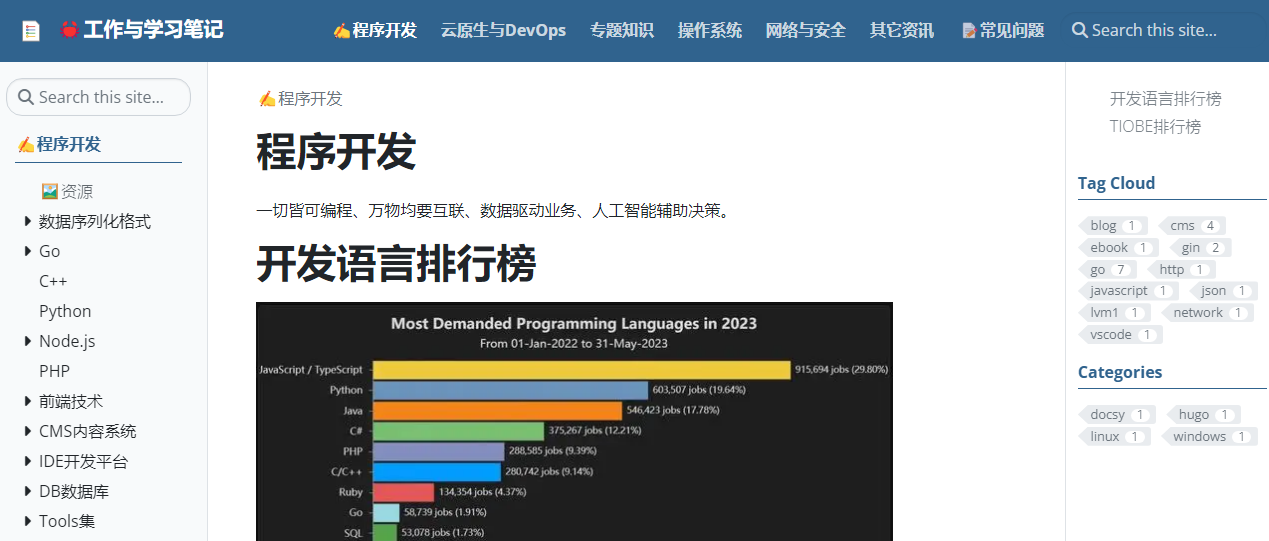 工作与学习笔记
程序开发
云原生与DevOps
专题知识
操作系统
网络与安全
其它资讯
常见问题
Search this site...
Search this site...
程序开发
资源
数据序列化格式
Go
C++
Python
Node.js
PHP
前端技术
CMS内容系统
IDE开发平台
DB数据库
Tools集
程序开发
程序开发
一切皆可编程、万物均要互联、数据驱动业务、人工智能辅助决策。
开发语言排行榜
Most Demanded Programming Languages in 2023
From 01-Jan-2022 to 31-May-2023
JavaScript / TypeScript 915,694 jobs (29.80%)
Python 603,507 jobs (19.64%)
Java 546,423 jobs (17.78%)
C# 375,267 jobs (12.21%)
PHP 288,585 jobs (9.39%)
C/C++ 280,742 jobs (9.14%)
Ruby 134,354 jobs (4.37%)
Go 58,739 jobs (1.91%)
SQL 53,078 jobs (1.73%)
开发语言排行榜
TIOBE排行榜
Tag Cloud
blog 1 cms 4
ebook 1 gin 2
go 7 http 1
javascript 1 json 1
lvm1 1 network 1
vscode 1
Categories
docsy 1 hugo 1
linux 1 windows 1